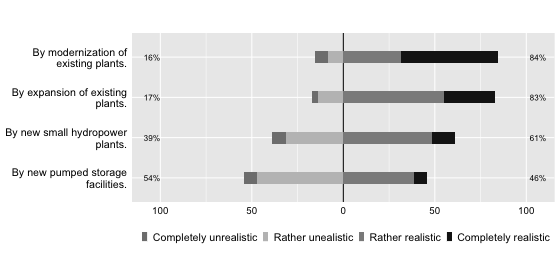 By modernization of
existing plants.
16%
84%
By expansion of existing
plants.
17%
83%
By new small hydropower
plants.
39%
61%
By new pumped storage
facilities.
54%
46%
100 50 0 50 100
Completely unrealistic Rather unealistic Rather realistic Completely realistic